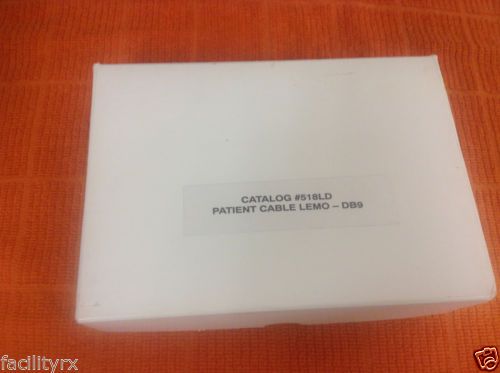 CATALOG #518LD
PATIENT CABLE LEMO – DB9
facilityrx